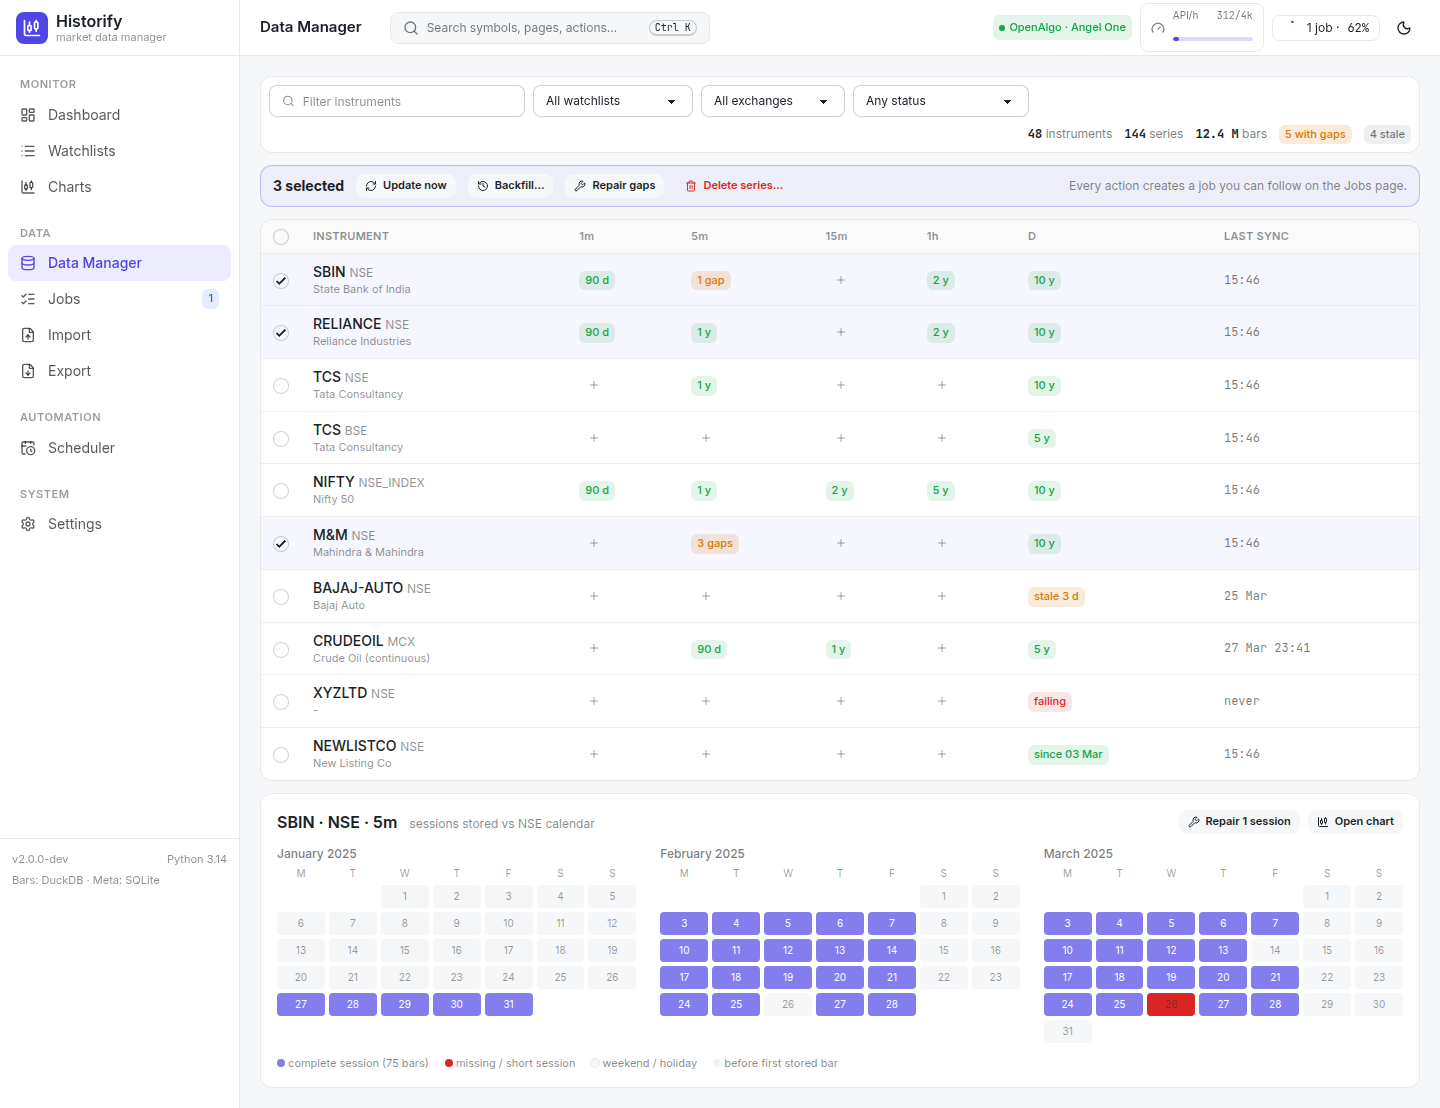 Historify
market data manager
Data Manager
Search symbols, pages, actions...
Ctrl K
OpenAlgo · Angel One
API/h 312/4k
1 job · 62%
MONITOR
Dashboard
Watchlists
Charts
DATA
Data Manager
Jobs 1
Import
Export
AUTOMATION
Scheduler
SYSTEM
Settings
v2.0.0-dev Python 3.14
Bars: DuckDB · Meta: SQLite
Filter instruments
All watchlists
All exchanges
Any status
48 instruments 144 series 12.4 M bars 5 with gaps 4 stale
3 selected Update now Backfill... Repair gaps Delete series... Every action creates a job you can follow on the Jobs page.
INSTRUMENT 1m 5m 15m 1h D LAST SYNC
SBIN NSE
State Bank of India
90 d 1 gap + 2 y 10 y 15:46
RELIANCE NSE
Reliance Industries
90 d 1 y + 2 y 10 y 15:46
TCS NSE
Tata Consultancy
+ 1 y + + 10 y 15:46
TCS BSE
Tata Consultancy
+ + + + 5 y 15:46
NIFTY NSE_INDEX
Nifty 50
90 d 1 y 2 y 5 y 10 y 15:46
M&M NSE
Mahindra & Mahindra
+ 3 gaps + + 10 y 15:46
BAJAJ-AUTO NSE
Bajaj Auto
+ + + + stale 3 d 25 Mar
CRUDEOIL MCX
Crude Oil (continuous)
+ 90 d 1 y + 5 y 27 Mar 23:41
XYZLTD NSE
-
+ + + + failing never
NEWLISTCO NSE
New Listing Co
+ + + + since 03 Mar 15:46
SBIN · NSE · 5m sessions stored vs NSE calendar
Repair 1 session Open chart
January 2025
M T W T F S S
1 2 3 4 5
6 7 8 9 10 11 12
13 14 15 16 17 18 19
20 21 22 23 24 25 26
27 28 29 30 31
February 2025
M T W T F S S
1 2
3 4 5 6 7 8 9
10 11 12 13 14 15 16
17 18 19 20 21 22 23
24 25 26 27 28
March 2025
M T W T F S S
1 2
3 4 5 6 7 8 9
10 11 12 13 14 15 16
17 18 19 20 21 22 23
24 25 26 27 28 29 30
31
complete session (75 bars) missing / short session weekend / holiday before first stored bar